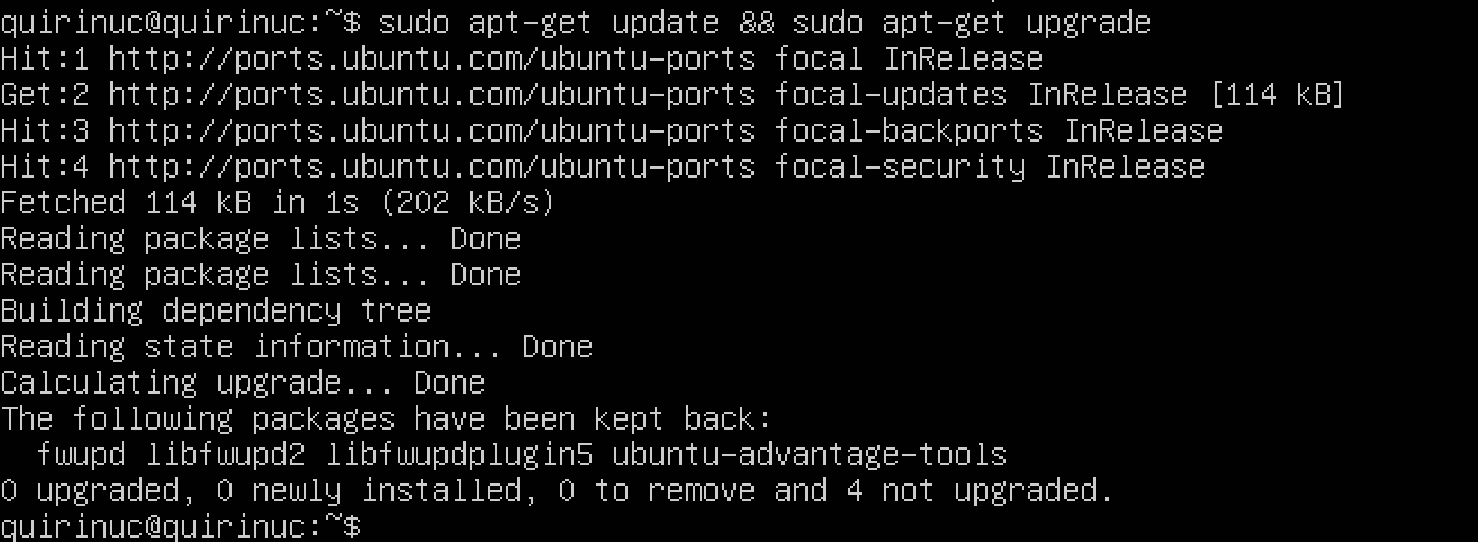 quirinuc@quirinuc:~$ sudo apt-get update && sudo apt-get upgrade
Hit:1 http://ports.ubuntu.com/ubuntu-ports focal InRelease
Get:2 http://ports.ubuntu.com/ubuntu-ports focal-updates InRelease [114 kB]
Hit:3 http://ports.ubuntu.com/ubuntu-ports focal-backports InRelease
Hit:4 http://ports.ubuntu.com/ubuntu-ports focal-security InRelease
Fetched 114 kB in 1s (202 kB/s)
Reading package lists... Done
Reading package lists... Done
Building dependency tree
Reading state information... Done
Calculating upgrade... Done
The following packages have been kept back:
  fwupd libfwupd2 libfwupdplugin5 ubuntu-advantage-tools
0 upgraded, 0 newly installed, 0 to remove and 4 not upgraded.
quirinuc@quirinuc:~$